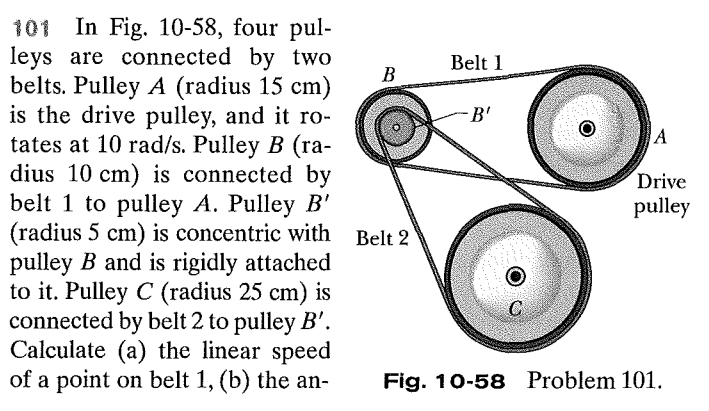 101 In Fig. 10-58, four pul-
leys are connected by two
belts. Pulley A (radius 15 cm)
is the drive pulley, and it ro-
tates at 10 rad/s. Pulley B (ra-
dius 10 cm) is connected by
belt 1 to pulley A. Pulley B'
(radius 5 cm) is concentric with
pulley B and is rigidly attached
to it. Pulley C (radius 25 cm) is
connected by belt 2 to pulley B'.
Calculate (a) the linear speed
of a point on belt 1, (b) the an-
Belt 1
B
B'
A
Drive
pulley
Belt 2
C
Fig. 10-58 Problem 101.